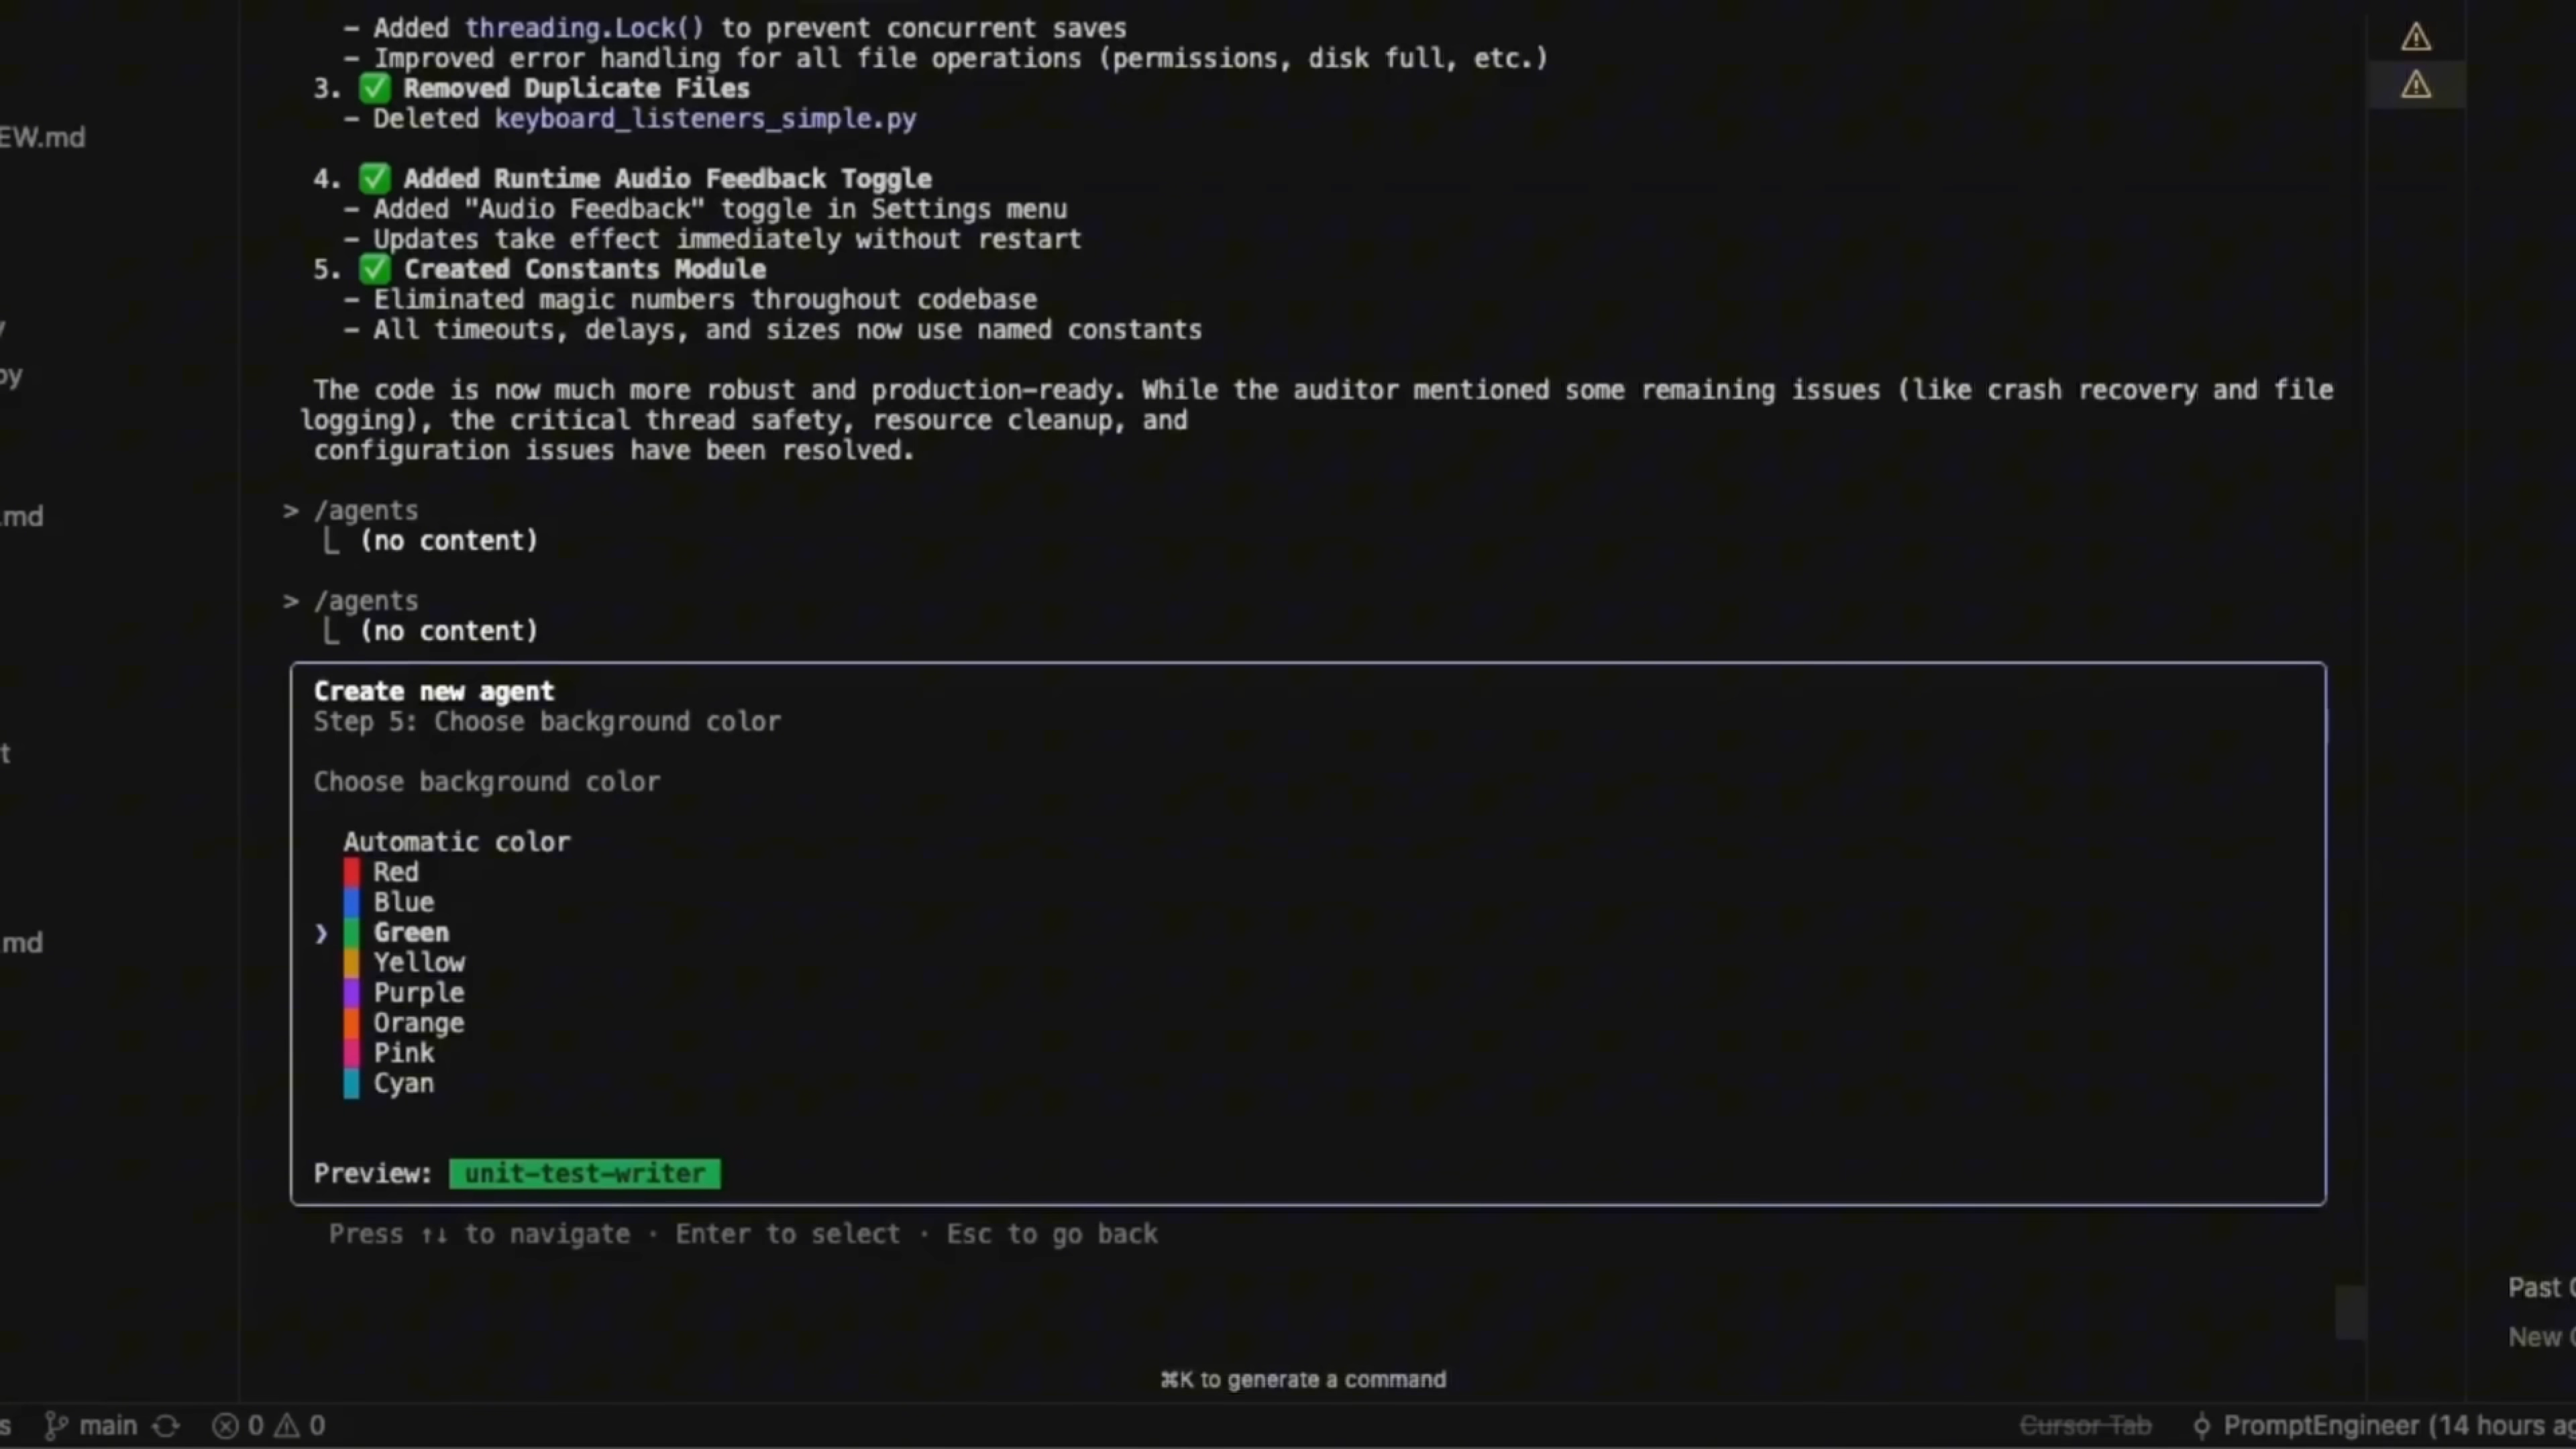 – Added threading.Lock() to prevent concurrent saves
– Improved error handling for all file operations (permissions, disk full, etc.)
3. ✅ Removed Duplicate Files
– Deleted keyboard_listeners_simple.py
EW.md
4. ✅ Added Runtime Audio Feedback Toggle
– Added "Audio Feedback" toggle in Settings menu
– Updates take effect immediately without restart
5. ✅ Created Constants Module
– Eliminated magic numbers throughout codebase
– All timeouts, delays, and sizes now use named constants
The code is now much more robust and production-ready. While the auditor mentioned some remaining issues (like crash recovery and file
logging), the critical thread safety, resource cleanup, and
configuration issues have been resolved.
.md
> /agents
(no content)
> /agents
(no content)
Create new agent
Step 5: Choose background color
Choose background color
Automatic color
Red
Blue
❯ Green
Yellow
Purple
Orange
Pink
Cyan
.md
Preview: unit-test-writer
Press ↑↓ to navigate · Enter to select · Esc to go back
Past
New
⌘K to generate a command
main 0 0 Cursor Tab PromptEngineer (14 hours